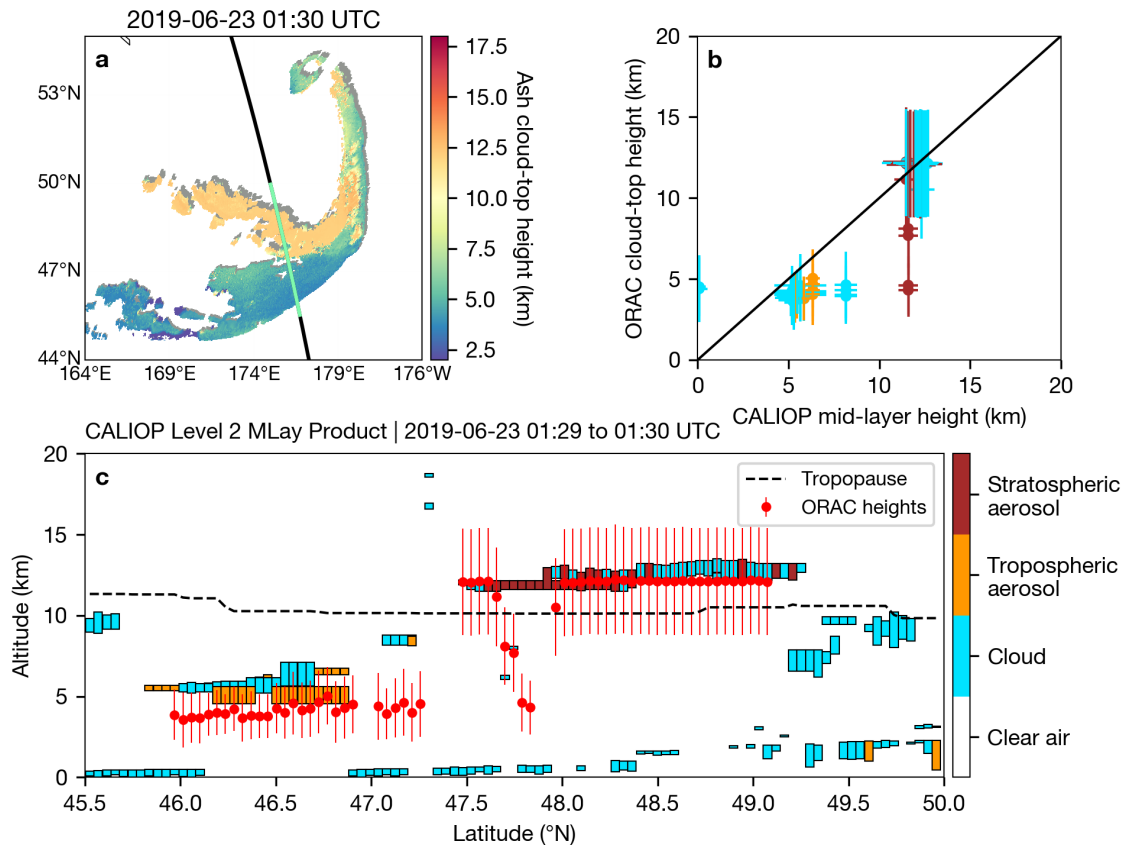 2019-06-23 01:30 UTC
a
53°N
50°N
47°N
44°N
164°E
169°E
174°E
179°E
176°W
17.5
15.0
12.5
10.0
7.5
5.0
2.5
Ash cloud-top height (km)
b
20
15
10
5
0
ORAC cloud-top height (km)
0
5
10
15
20
CALIOP mid-layer height (km)
CALIOP Level 2 MLay Product | 2019-06-23 01:29 to 01:30 UTC
c
20
15
10
5
0
Altitude (km)
Tropopause
ORAC heights
45.5
46.0
46.5
47.0
47.5
48.0
48.5
49.0
49.5
50.0
Latitude (°N)
Stratospheric
aerosol
Tropospheric
aerosol
Cloud
Clear air